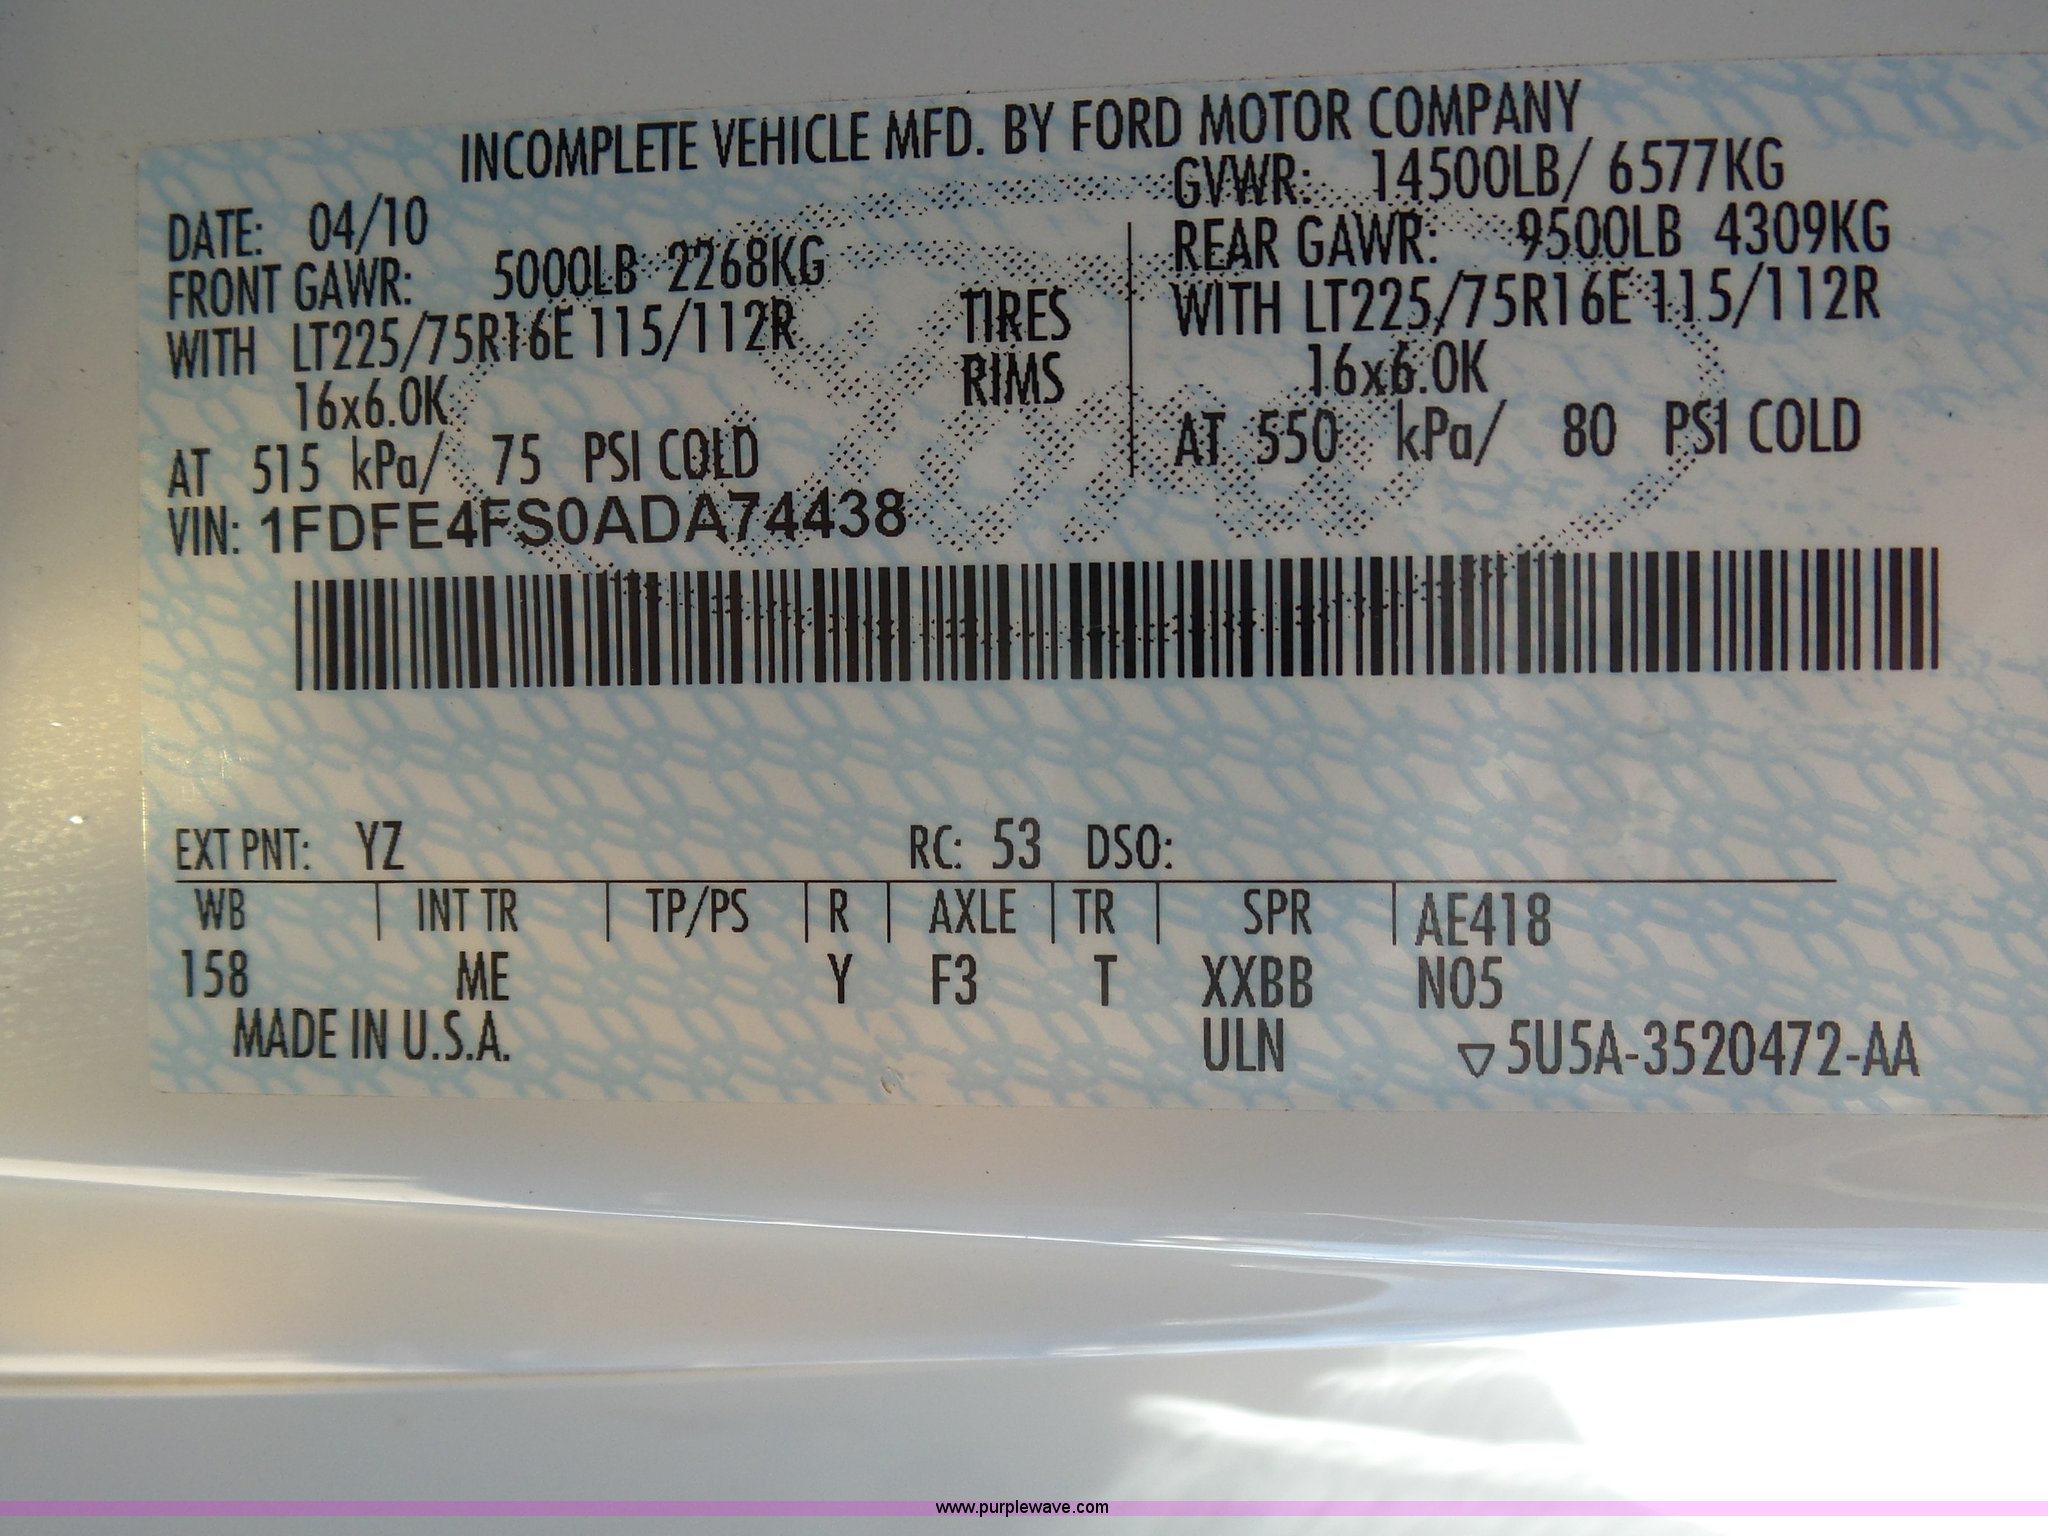 INCOMPLETE VEHICLE MFD. BY FORD MOTOR COMPANY
DATE: 04/10
GVWR: 14500LB/ 6577KG
FRONT GAWR: 5000LB 2268KG
REAR GAWR: 9500LB 4309KG
WITH LT225/75R16E 115/112R TIRES WITH LT225/75R16E 115/112R
16x6.0K RIMS 16x6.0K
AT 515 kPa/ 75 PSI COLD AT 550 kPa/ 80 PSI COLD
VIN: 1FDFE4FS0ADA74438
EXT PNT: YZ RC: 53 DSO:
WB INT TR TP/PS R AXLE TR SPR AE418
158 ME Y F3 T XXBB N05
MADE IN U.S.A. ULN ▽5U5A-3520472-AA
www.purplewave.com